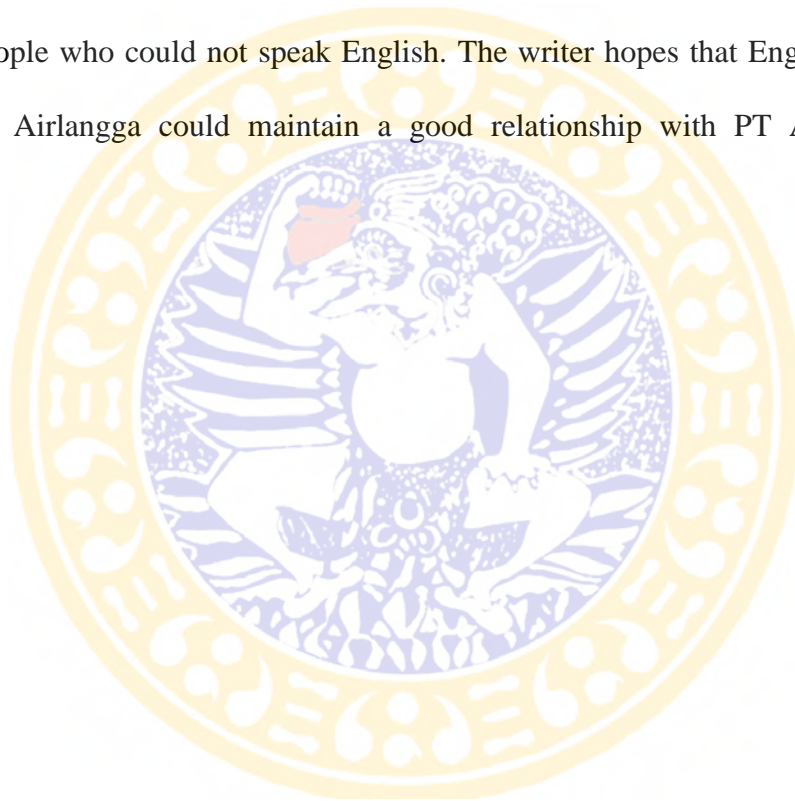 ople who could not speak English. The writer hopes that Eng
Airlangga could maintain a good relationship with PT A